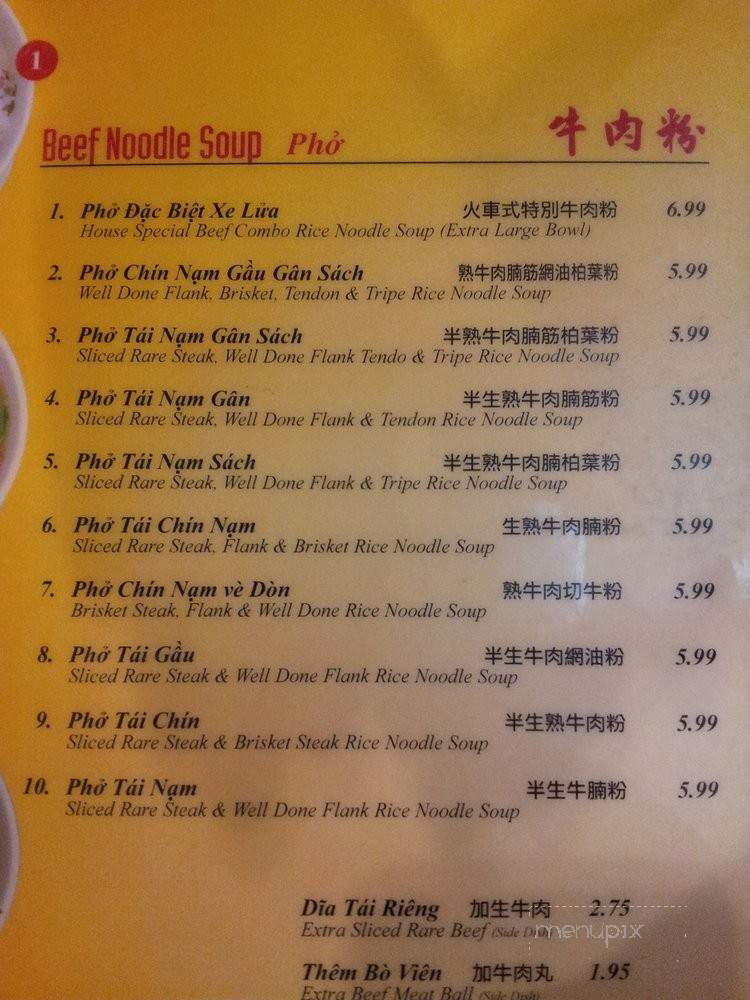 1
Beef Noodle Soup Phở 牛肉粉
1. Phở Đặc Biệt Xe Lửa 火車式特別牛肉粉 6.99
House Special Beef Combo Rice Noodle Soup (Extra Large Bowl)
2. Phở Chín Nạm Gầu Gân Sách 熟牛肉腩筋網油柏葉粉 5.99
Well Done Flank, Brisket, Tendon & Tripe Rice Noodle Soup
3. Phở Tái Nạm Gân Sách 半熟牛肉腩筋柏葉粉 5.99
Sliced Rare Steak, Well Done Flank Tendo & Tripe Rice Noodle Soup
4. Phở Tái Nạm Gân 半生熟牛肉腩筋粉 5.99
Sliced Rare Steak, Well Done Flank & Tendon Rice Noodle Soup
5. Phở Tái Nạm Sách 半生熟牛肉腩柏葉粉 5.99
Sliced Rare Steak, Well Done Flank & Tripe Rice Noodle Soup
6. Phở Tái Chín Nạm 生熟牛肉腩粉 5.99
Sliced Rare Steak, Flank & Brisket Rice Noodle Soup
7. Phở Chín Nạm vè Dòn 熟牛肉切牛粉 5.99
Brisket Steak, Flank & Well Done Rice Noodle Soup
8. Phở Tái Gầu 半生牛肉網油粉 5.99
Sliced Rare Steak & Well Done Flank Rice Noodle Soup
9. Phở Tái Chín 半生熟牛肉粉 5.99
Sliced Rare Steak & Brisket Steak Rice Noodle Soup
10. Phở Tái Nạm 半生牛腩粉 5.99
Sliced Rare Steak & Well Done Flank Rice Noodle Soup
Dĩa Tái Riêng 加生牛肉 2.75
Extra Sliced Rare Beef (Side Dish)
menupix
Thêm Bò Viên 加牛肉丸 1.95
Extra Beef Meat Ball (Side Dish)